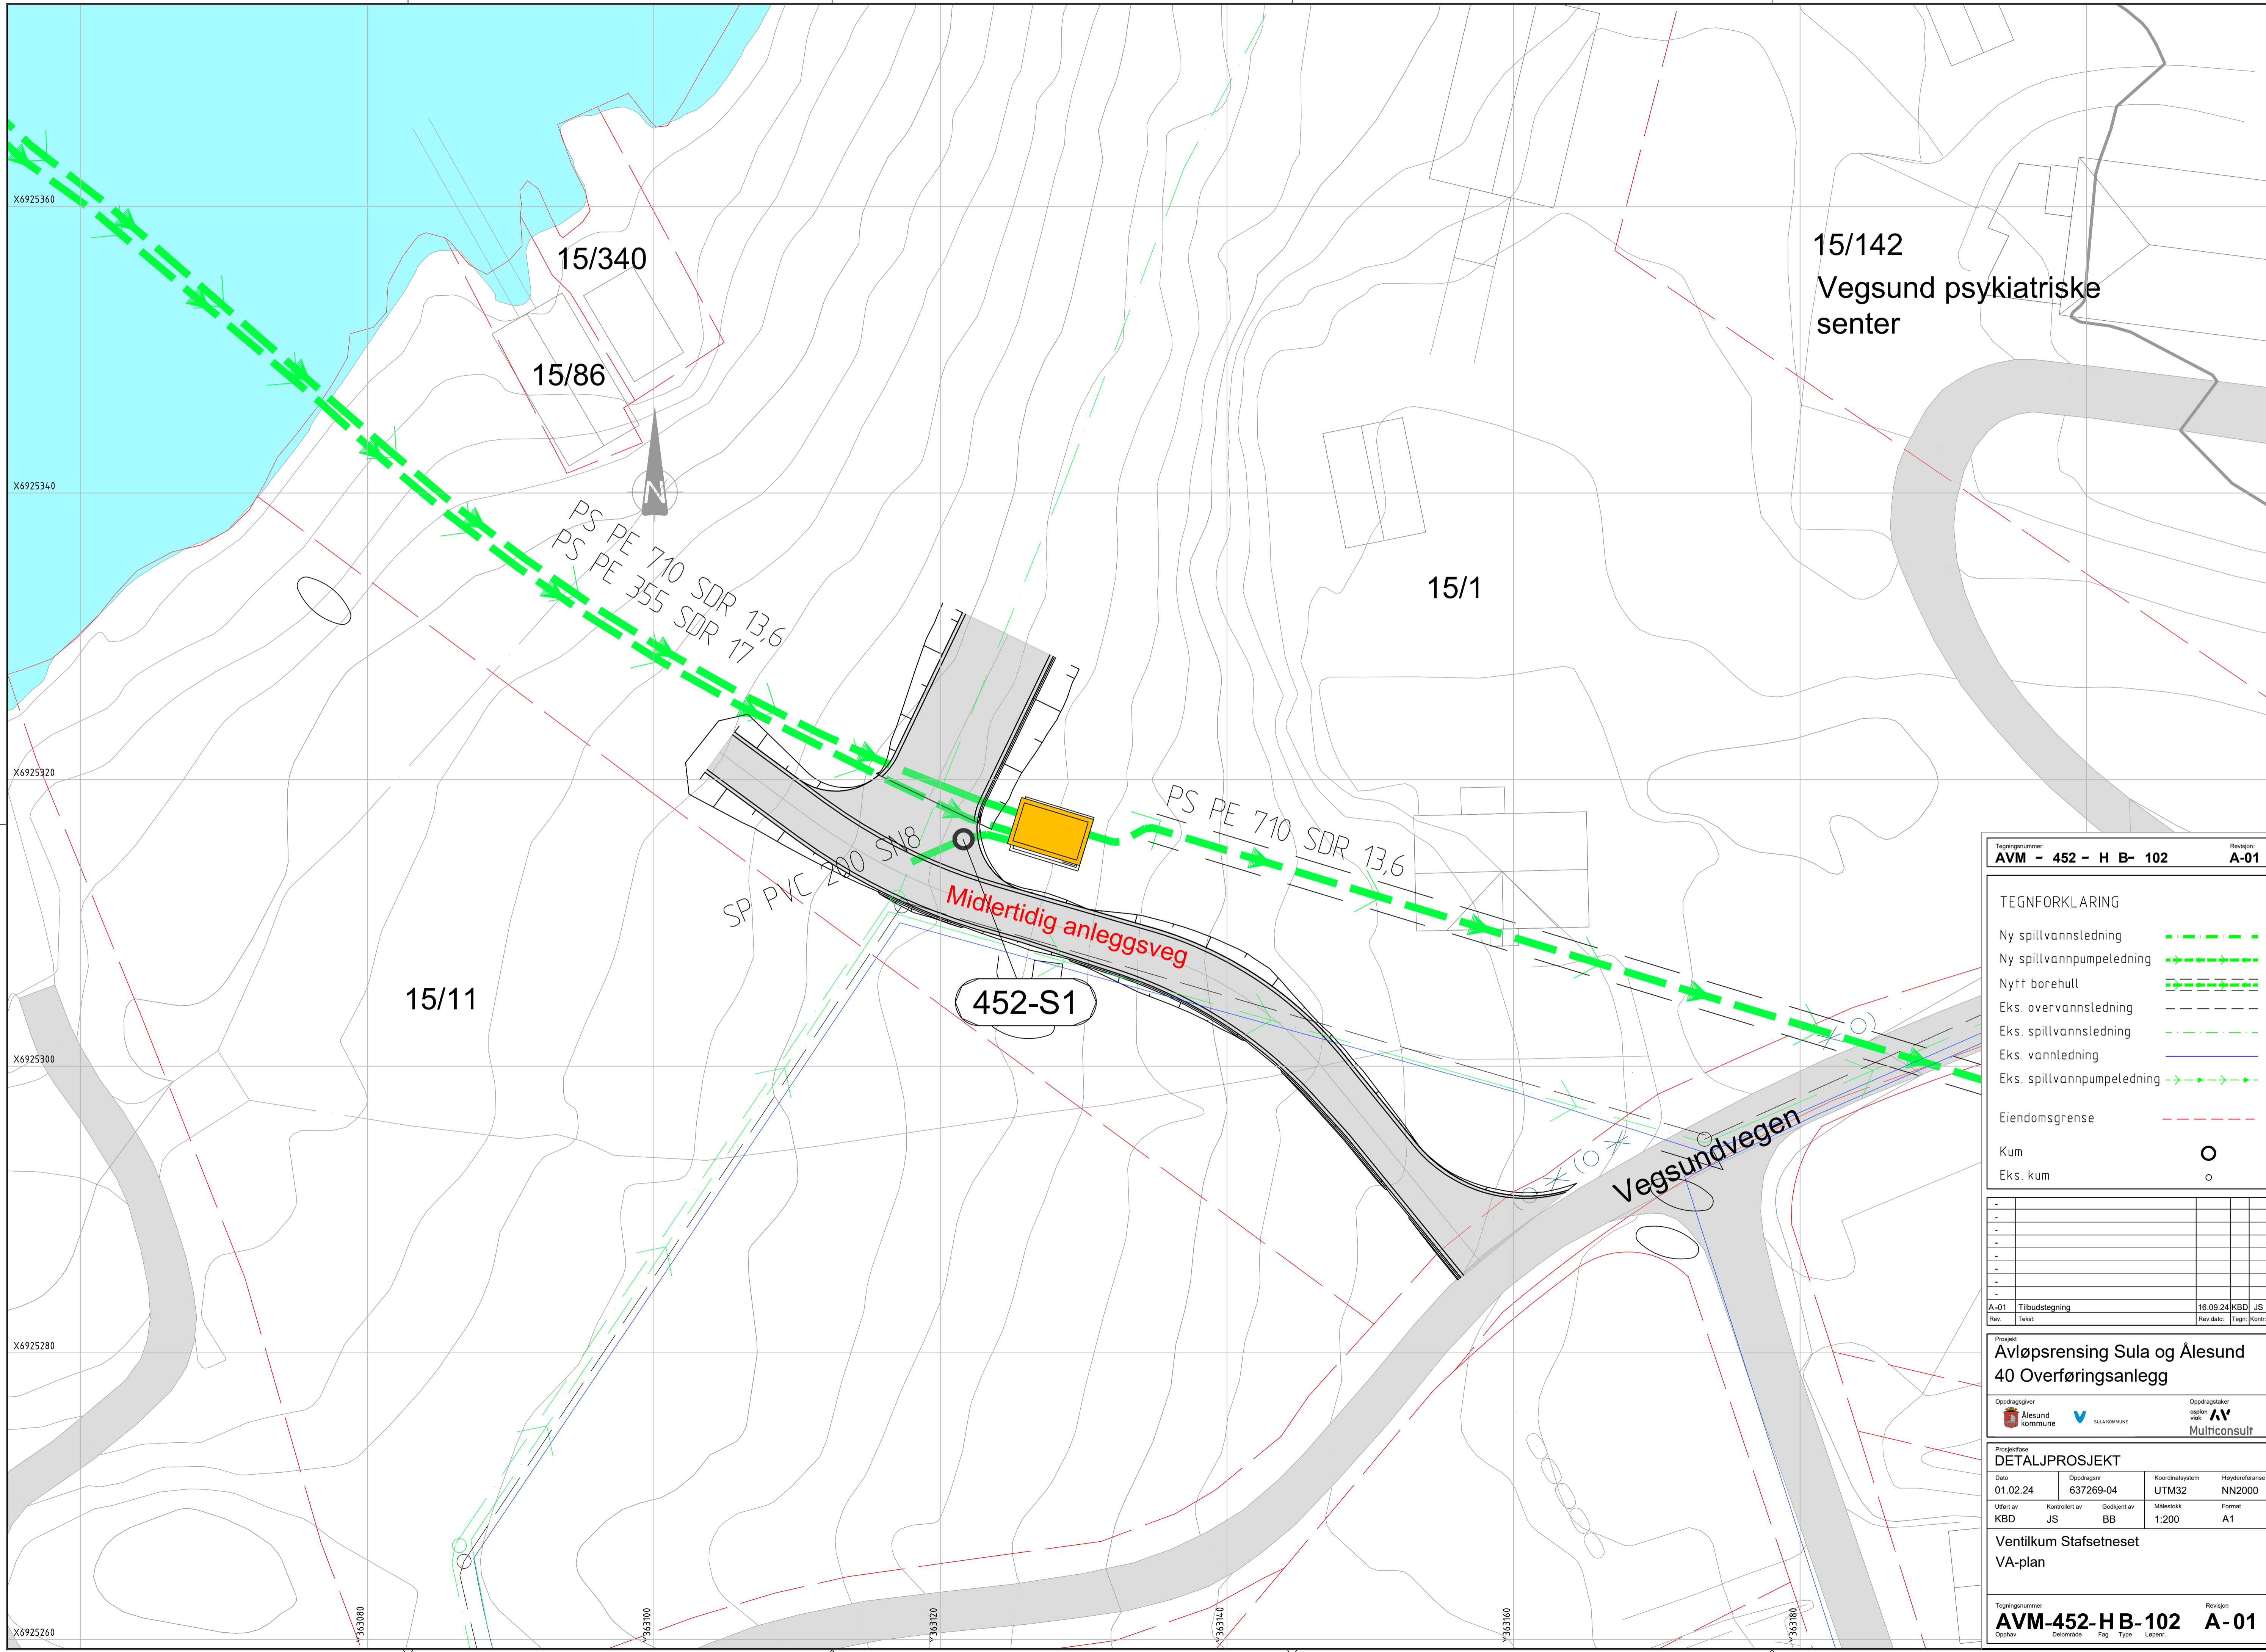 X6925360
X6925340
X6925320
X6925300
X6925280
X6925260
Y363080
Y363100
Y363120
Y363140
Y363160
Y363180
15/340
15/86
15/142
Vegsund psykiatriske
senter
N
PS PE 710 SDR 13,6
PS PE 355 SDR 17
15/1
PS PE 710 SDR 13,6
SP PVC 200 SN8
Midlertidig anleggsveg
15/11
452-S1
Vegsundvegen
Tegningsnummer: Revisjon:
AVM - 452 - H B- 102 A-01
TEGNFORKLARING
Ny spillvannsledning
Ny spillvannpumpeledning
Nytt borehull
Eks. overvannsledning
Eks. spillvannsledning
Eks. vannledning
Eks. spillvannpumpeledning
Eiendomsgrense
Kum
Eks. kum
-
-
-
-
-
-
-
-
A-01 Tilbudstegning 16.09.24 KBD JS
Rev. Tekst: Rev.dato: Tegn: Kontr:
Prosjekt
Avløpsrensing Sula og Ålesund
40 Overføringsanlegg
Oppdragsgiver Oppdragstaker
Ålesund
kommune
SULA KOMMUNE
asplan
viak
Multiconsult
Prosjektfase
DETALJPROSJEKT
Dato Oppdragsnr Koordinatsystem Høydereferanse
01.02.24 637269-04 UTM32 NN2000
Utført av Kontrollert av Godkjent av Målestokk Format
KBD JS BB 1:200 A1
Ventilkum Stafsetneset
VA-plan
Tegningsnummer Revisjon
AVM-452-H B-102 A-01
Opphav Delområde Fag Type Løpenr.